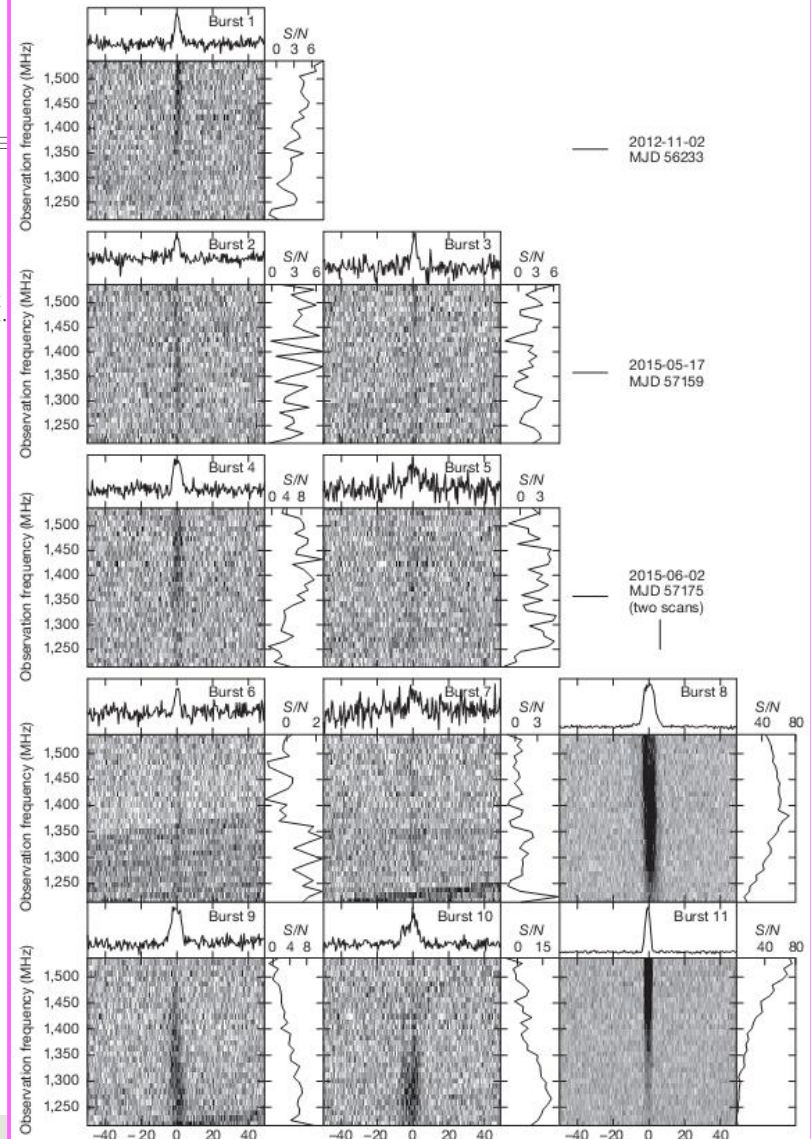 Burst 1
S/N
0 3 6
Observation frequency (MHz)
1,500
1,450
1,400
1,350
1,300
1,250
2012-11-02
MJD 56233
Burst 2
S/N
0 3 6
Burst 3
S/N
0 3 6
Observation frequency (MHz)
1,500
1,450
1,400
1,350
1,300
1,250
2015-05-17
MJD 57159
Burst 4
S/N
0 4 8
Burst 5
S/N
0 3
Observation frequency (MHz)
1,500
1,450
1,400
1,350
1,300
1,250
2015-06-02
MJD 57175
(two scans)
Burst 6
S/N
0 2
Burst 7
S/N
0 3
Burst 8
S/N
40 80
Observation frequency (MHz)
1,500
1,450
1,400
1,350
1,300
1,250
Burst 9
S/N
0 4 8
Burst 10
S/N
0 15
Burst 11
S/N
40 80
Observation frequency (MHz)
1,500
1,450
1,400
1,350
1,300
1,250
−40 −20 0 20 40
−40 −20 0 20 40
−40 −20 0 20 40